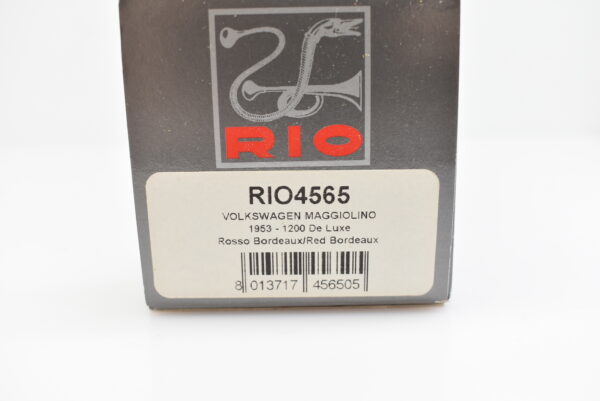 RIO
RIO4565
VOLKSWAGEN MAGGIOLINO
1953 - 1200 De Luxe
Rosso Bordeaux/Red Bordeaux
8 013717 456505